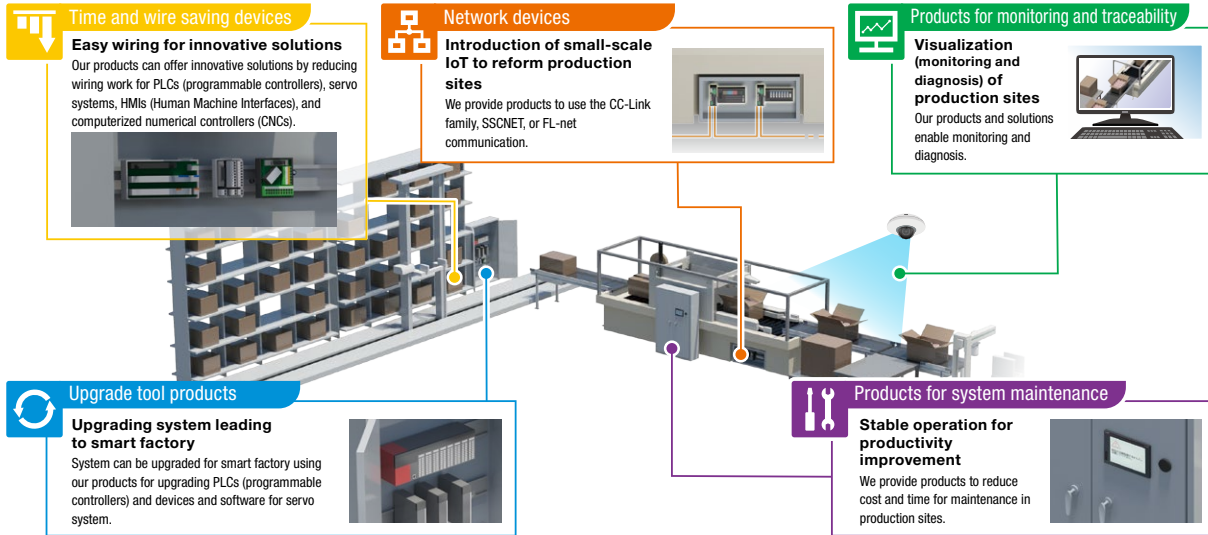 Time and wire saving devices
Easy wiring for innovative solutions
Our products can offer innovative solutions by reducing
wiring work for PLCs (programmable controllers), servo
systems, HMIs (Human Machine Interfaces), and
computerized numerical controllers (CNCs).
Network devices
Introduction of small-scale
IoT to reform production
sites
We provide products to use the CC-Link
family, SSCNET, or FL-net
communication.
Products for monitoring and traceability
Visualization
(monitoring and
diagnosis) of
production sites
Our products and solutions
enable monitoring and
diagnosis.
Upgrade tool products
Upgrading system leading
to smart factory
System can be upgraded for smart factory using
our products for upgrading PLCs (programmable
controllers) and devices and software for servo
system.
Products for system maintenance
Stable operation for
productivity
improvement
We provide products to reduce
cost and time for maintenance in
production sites.